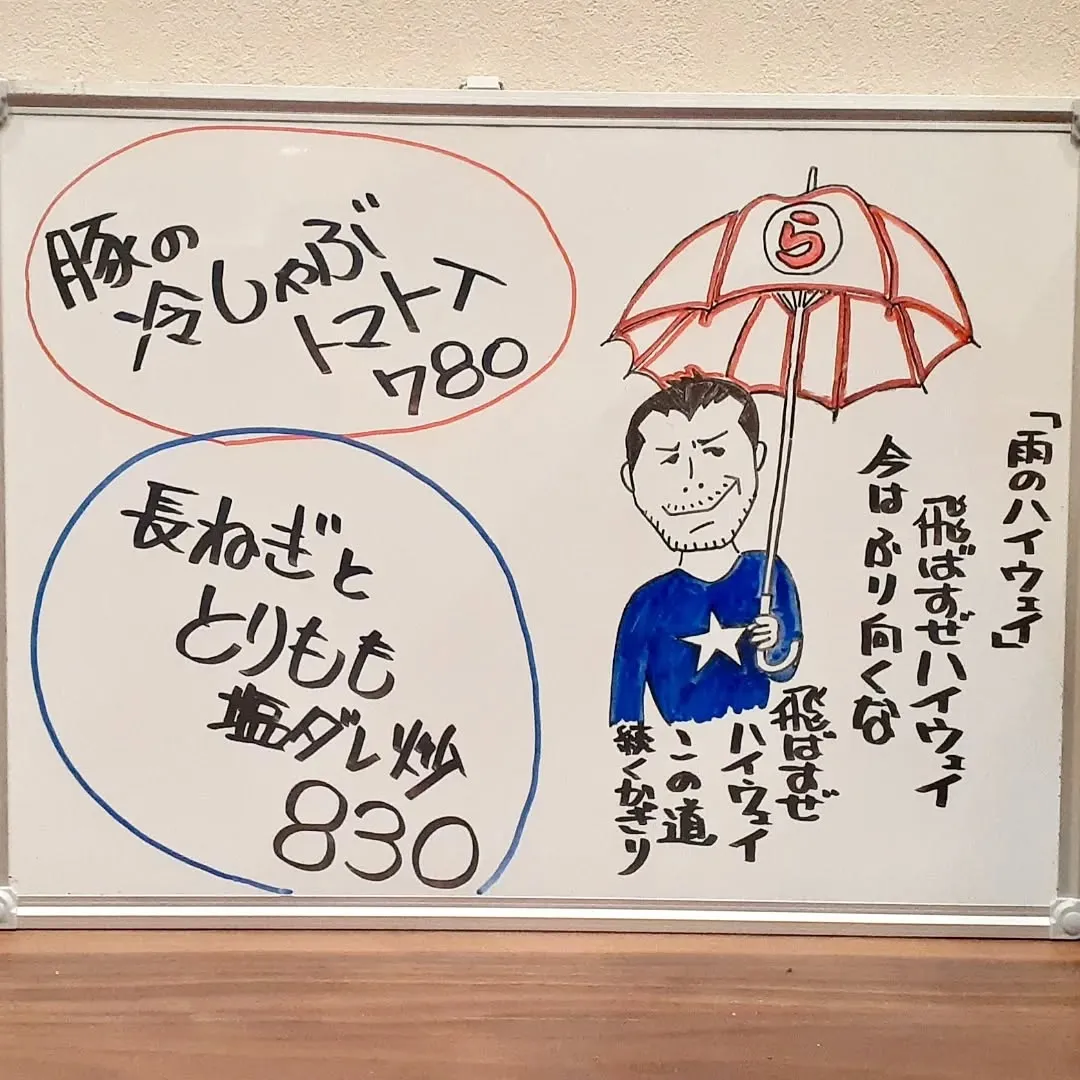 豚の
冷しゃぶ
トマト
780
長ねぎと
とりもも
塩ダレ炒
830
ら
「雨のハイウェイ」
飛ばすぜハイウェイ
今はふり向くな
飛ばすぜ
ハイウェイ
この道
続くかぎり